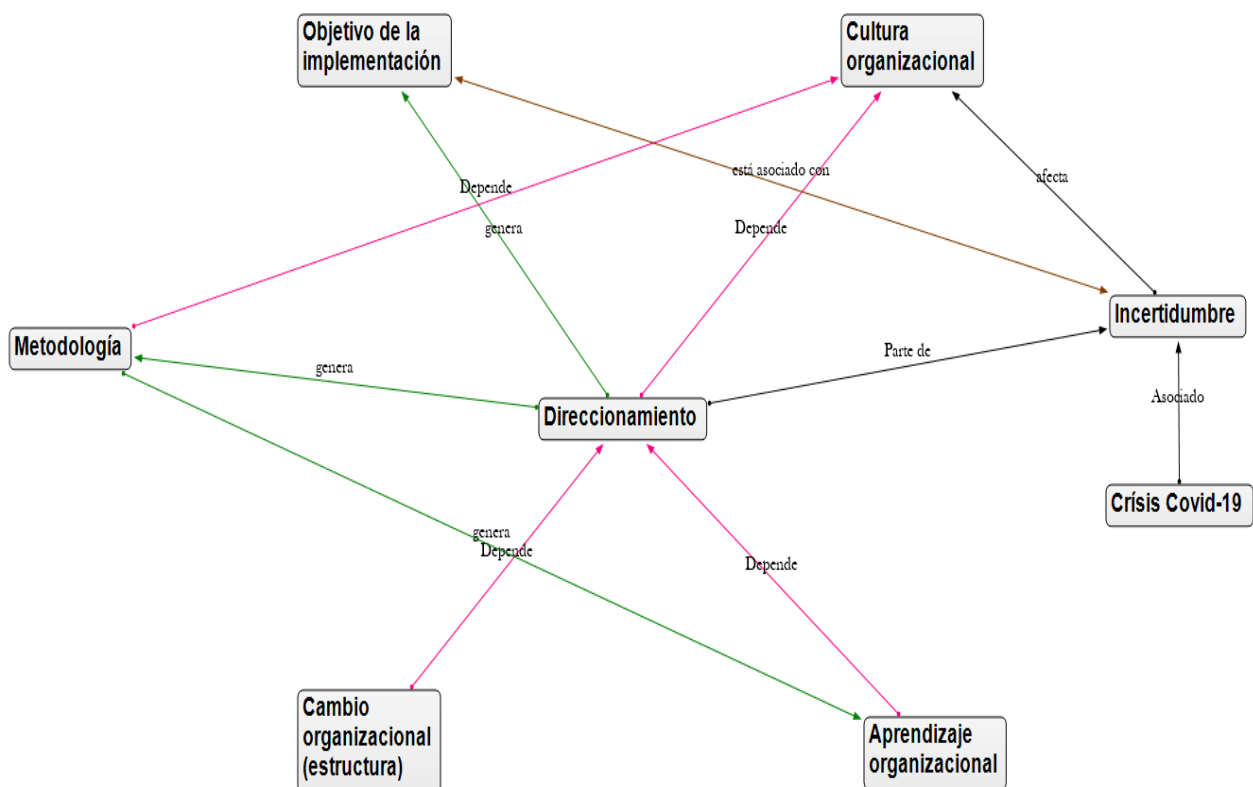 Objetivo de la
implementación
Cultura
organizacional
está asociado con
afecta
Depende
genera
Depende
Incertidumbre
Metodología
Parte de
genera
Asociado
Direccionamiento
Crísis Covid-19
genera
Depende
Depende
Cambio
organizacional
(estructura)
Aprendizaje
organizacional